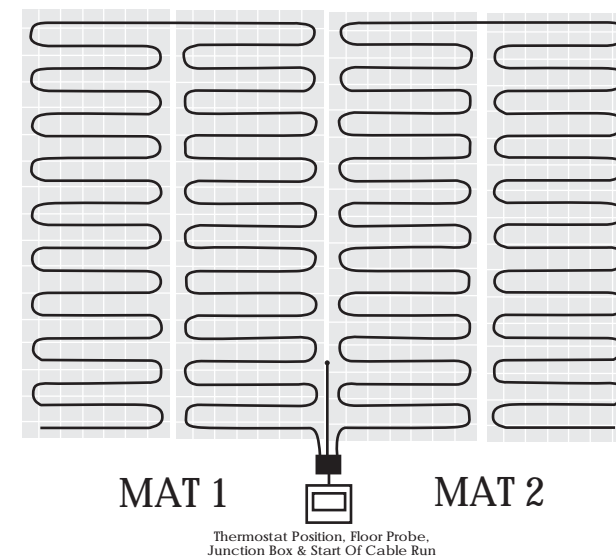 MAT 1
MAT 2
Thermostat Position, Floor Probe,
Junction Box & Start Of Cable Run